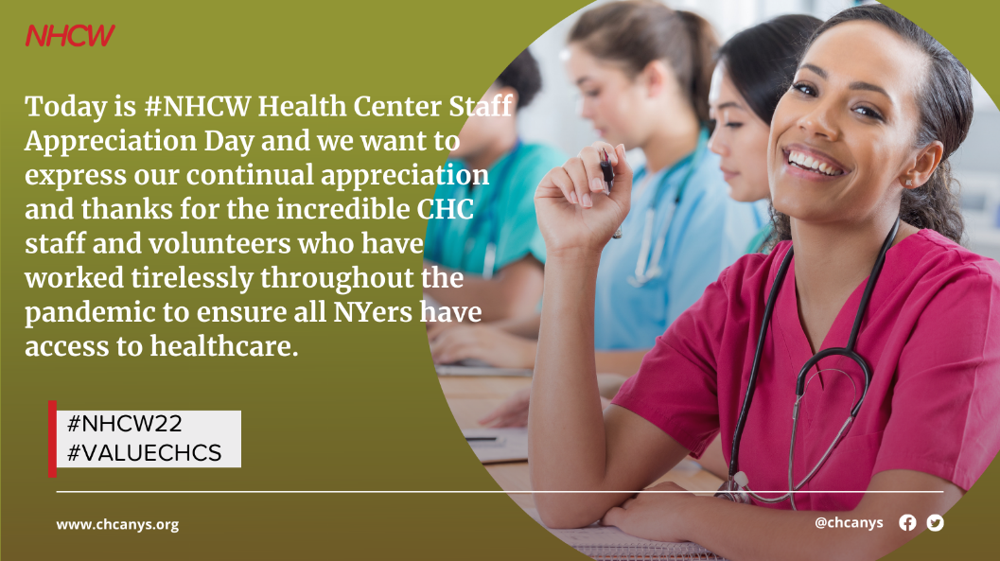 NHCW
Today is #NHCW Health Center Staff
Appreciation Day and we want to
express our continual appreciation
and thanks for the incredible CHC
staff and volunteers who have
worked tirelessly throughout the
pandemic to ensure all NYers have
access to healthcare.
#NHCW22
#VALUECHCS
www.chcanys.org
@chcanys